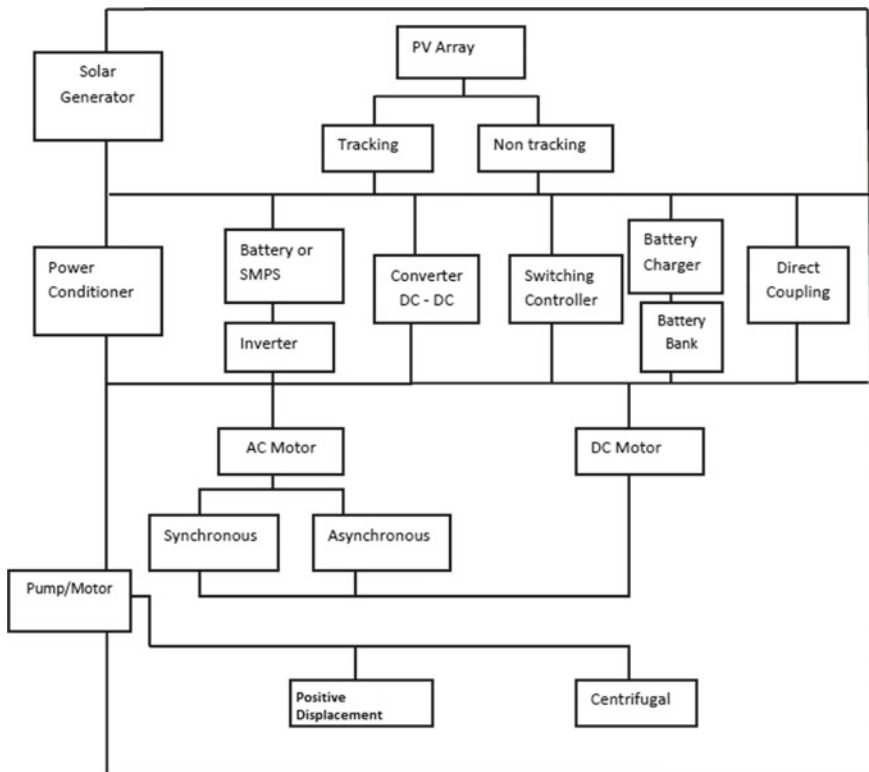 PV Array
Solar
Generator
Tracking
Non tracking
Power
Conditioner
Battery or
SMPS
Inverter
Converter
DC - DC
Switching
Controller
Battery
Charger
Battery
Bank
Direct
Coupling
AC Motor
DC Motor
Synchronous
Asynchronous
Pump/Motor
Positive
Displacement
Centrifugal